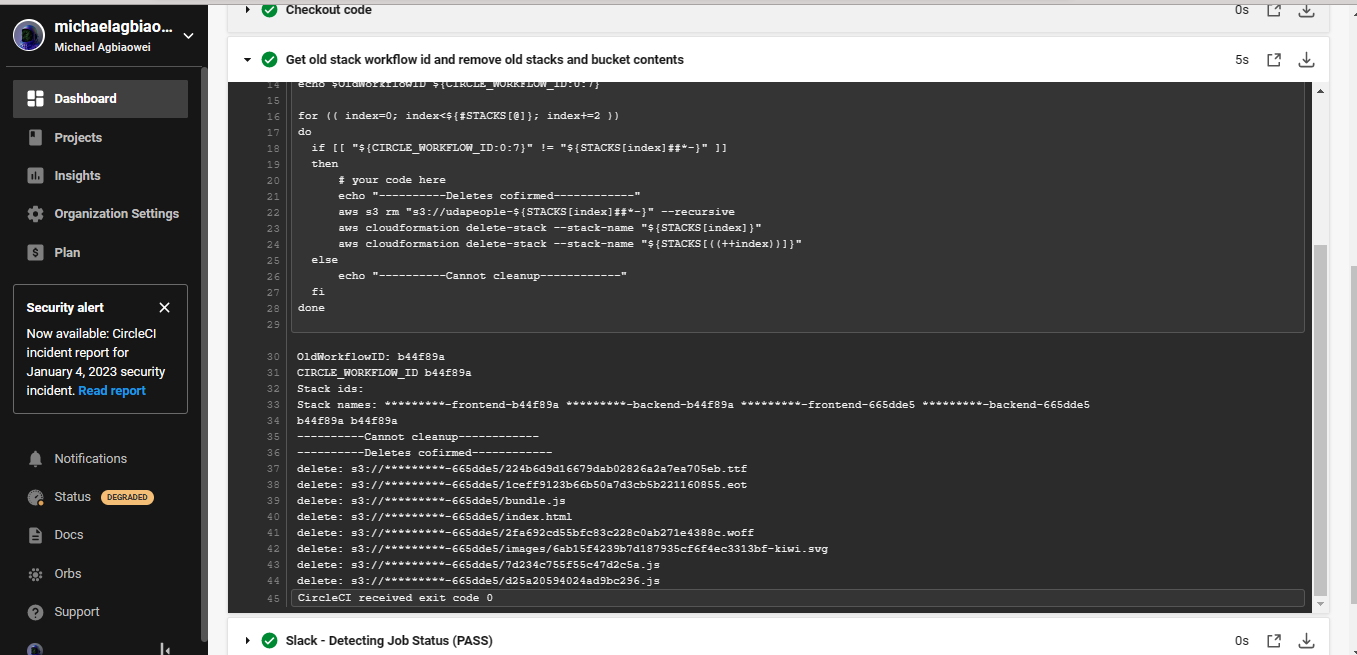 michaelagbiao...
Michael Agbiaowei
Dashboard
Projects
Insights
Organization Settings
Plan
Security alert
Now available: CircleCI
incident report for
January 4, 2023 security
incident. Read report
Notifications
Status DEGRADED
Docs
Orbs
Support
Checkout code 0s
Get old stack workflow id and remove old stacks and bucket contents 5s
14 echo $OldWorkflowID ${CIRCLE_WORKFLOW_ID:0:7}
15
16 for (( index=0; index<${#STACKS[@]}; index+=2 ))
17 do
18 if [[ "${CIRCLE_WORKFLOW_ID:0:7}" != "${STACKS[index]##*-}" ]]
19 then
20 # your code here
21 echo "----------Deletes cofirmed------------"
22 aws s3 rm "s3://udapeople-${STACKS[index]##*-}" --recursive
23 aws cloudformation delete-stack --stack-name "${STACKS[index]}"
24 aws cloudformation delete-stack --stack-name "${STACKS[((++index))]}"
25 else
26 echo "----------Cannot cleanup------------"
27 fi
28 done
29
30 OldWorkflowID: b44f89a
31 CIRCLE_WORKFLOW_ID b44f89a
32 Stack ids:
33 Stack names: *********-frontend-b44f89a *********-backend-b44f89a *********-frontend-665dde5 *********-backend-665dde5
34 b44f89a b44f89a
35 ----------Cannot cleanup------------
36 ----------Deletes cofirmed------------
37 delete: s3://*********-665dde5/224b6d9d16679dab02826a2a7ea705eb.ttf
38 delete: s3://*********-665dde5/1ceff9123b66b50a7d3cb5b221160855.eot
39 delete: s3://*********-665dde5/bundle.js
40 delete: s3://*********-665dde5/index.html
41 delete: s3://*********-665dde5/2fa692cd55bfc83c228c0ab271e4388c.woff
42 delete: s3://*********-665dde5/images/6ab15f4239b7d187935cf6f4ec3313bf-kiwi.svg
43 delete: s3://*********-665dde5/7d234c755f55c47d2c5a.js
44 delete: s3://*********-665dde5/d25a20594024ad9bc296.js
45 CircleCI received exit code 0
Slack - Detecting Job Status (PASS) 0s